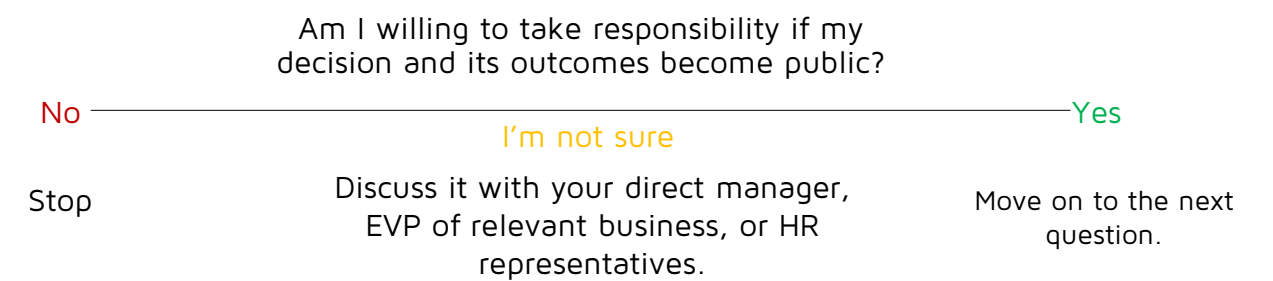 Am I willing to take responsibility if my
decision and its outcomes become public?
No
Yes
I'm not sure
Stop
Discuss it with your direct manager,
EVP of relevant business, or HR
representatives.
Move on to the next
question.